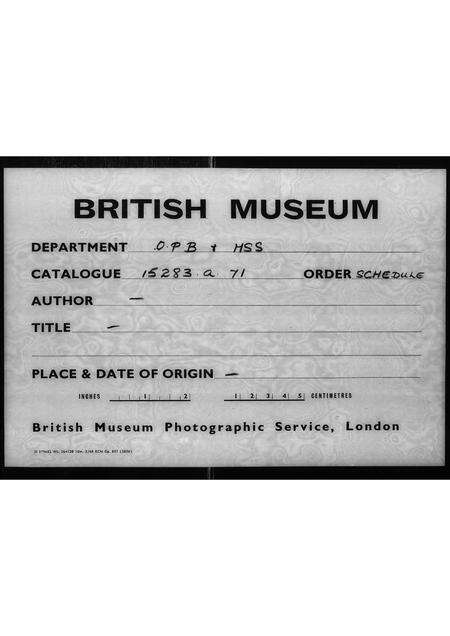 BRITISH MUSEUM
DEPARTMENT O.P.B & MSS
CATALOGUE 15283.a.71 ORDER SCHEDULE
AUTHOR —
TITLE —
PLACE & DATE OF ORIGIN —
INCHES 1 2 1 2 3 4 5 CENTIMETRES
British Museum Photographic Service, London